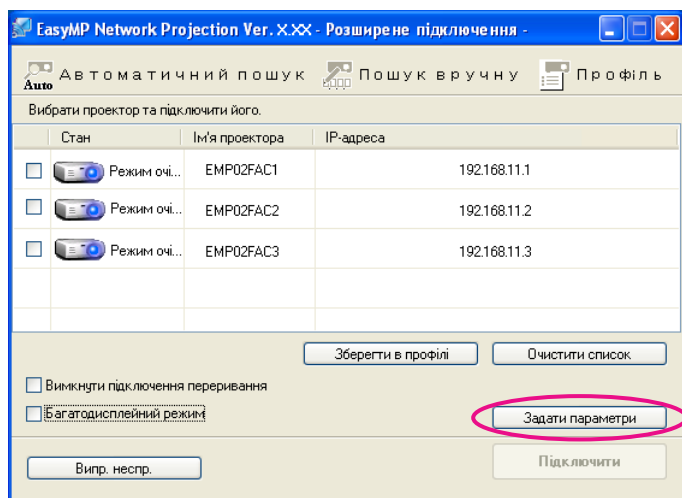 EasyMP Network Projection Ver. X.XX - Розширене підключення -
Auto Автоматичний пошук Пошук вручну Профіль
Вибрати проектор та підключити його.
Стан Ім'я проектора IP-адреса
Режим очі... EMP02FAC1 192.168.11.1
Режим очі... EMP02FAC2 192.168.11.2
Режим очі... EMP02FAC3 192.168.11.3
Зберегти в профілі Очистити список
Вимкнути підключення переривання
Багатодисплейний режим Задати параметри
Випр. неспр. Підключити